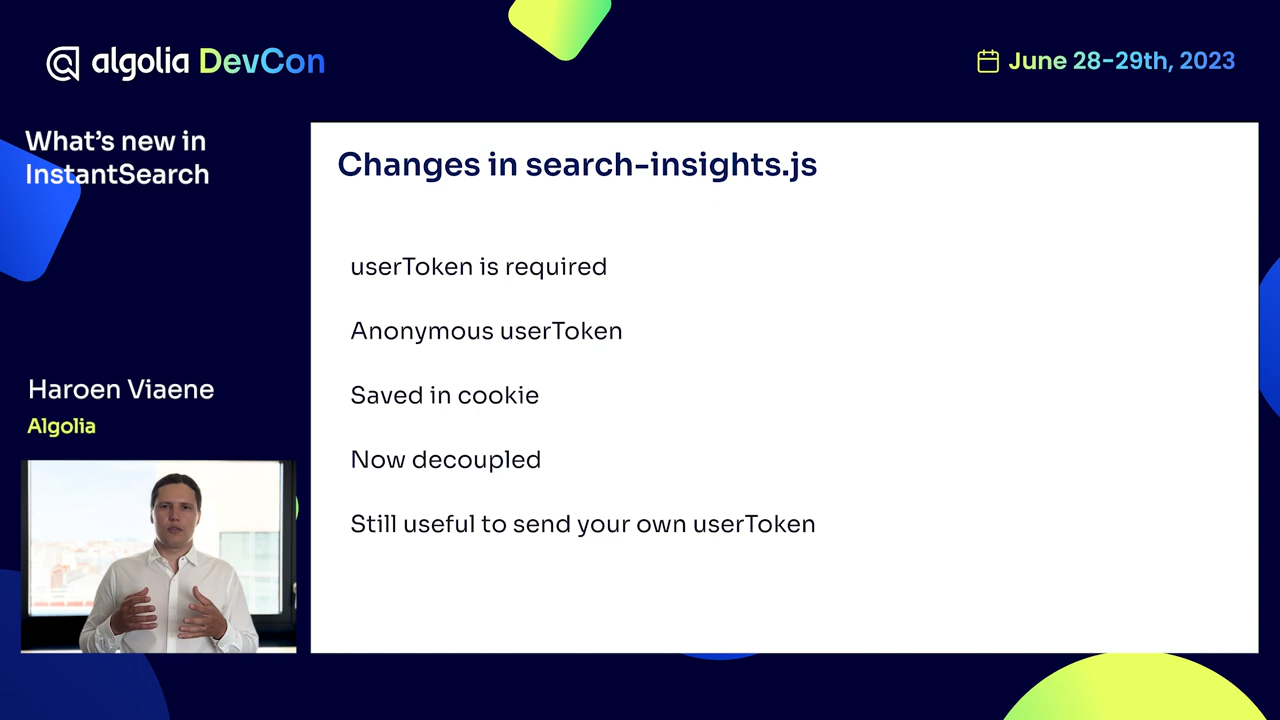 algolia DevCon
June 28-29th, 2023
What's new in
InstantSearch
Changes in search-insights.js
userToken is required
Anonymous userToken
Saved in cookie
Now decoupled
Still useful to send your own userToken
Haroen Viaene
Algolia